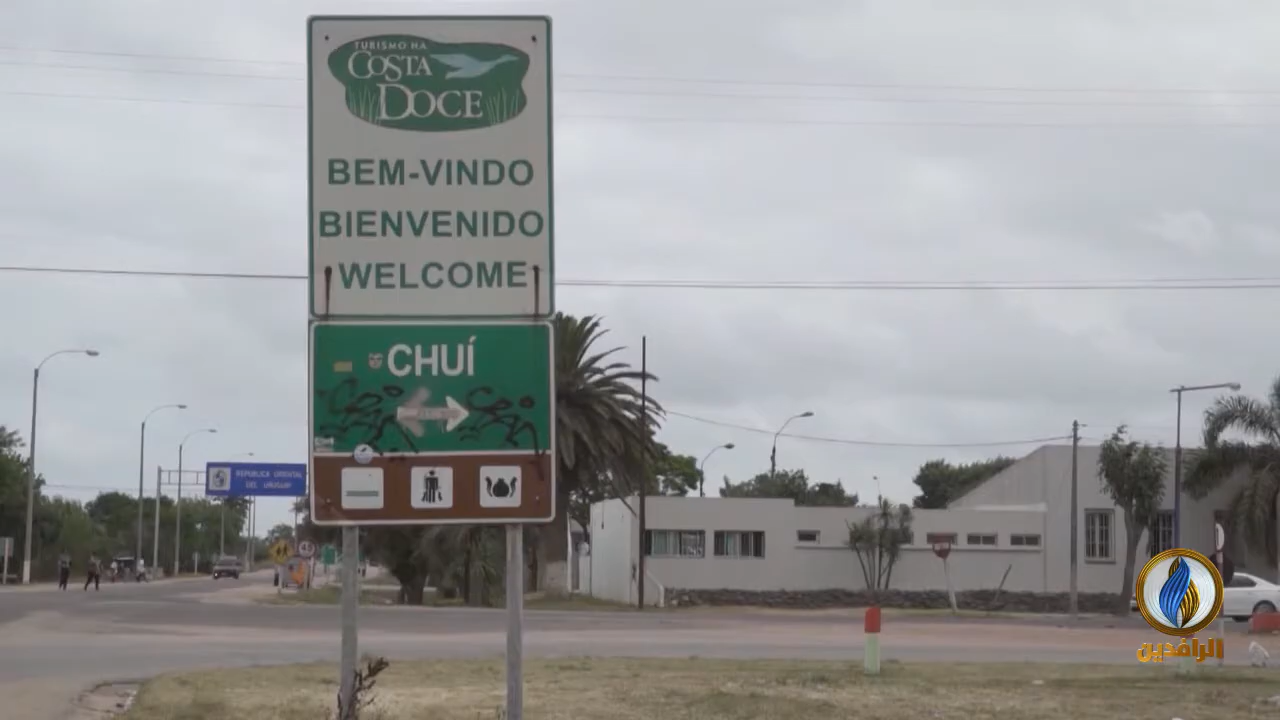 TURISMO NA
COSTA
DOCE
BEM-VINDO
BIENVENIDO
WELCOME
CHUÍ
REPUBLICA ORIENTAL
DEL URUGUAY
الرافدين